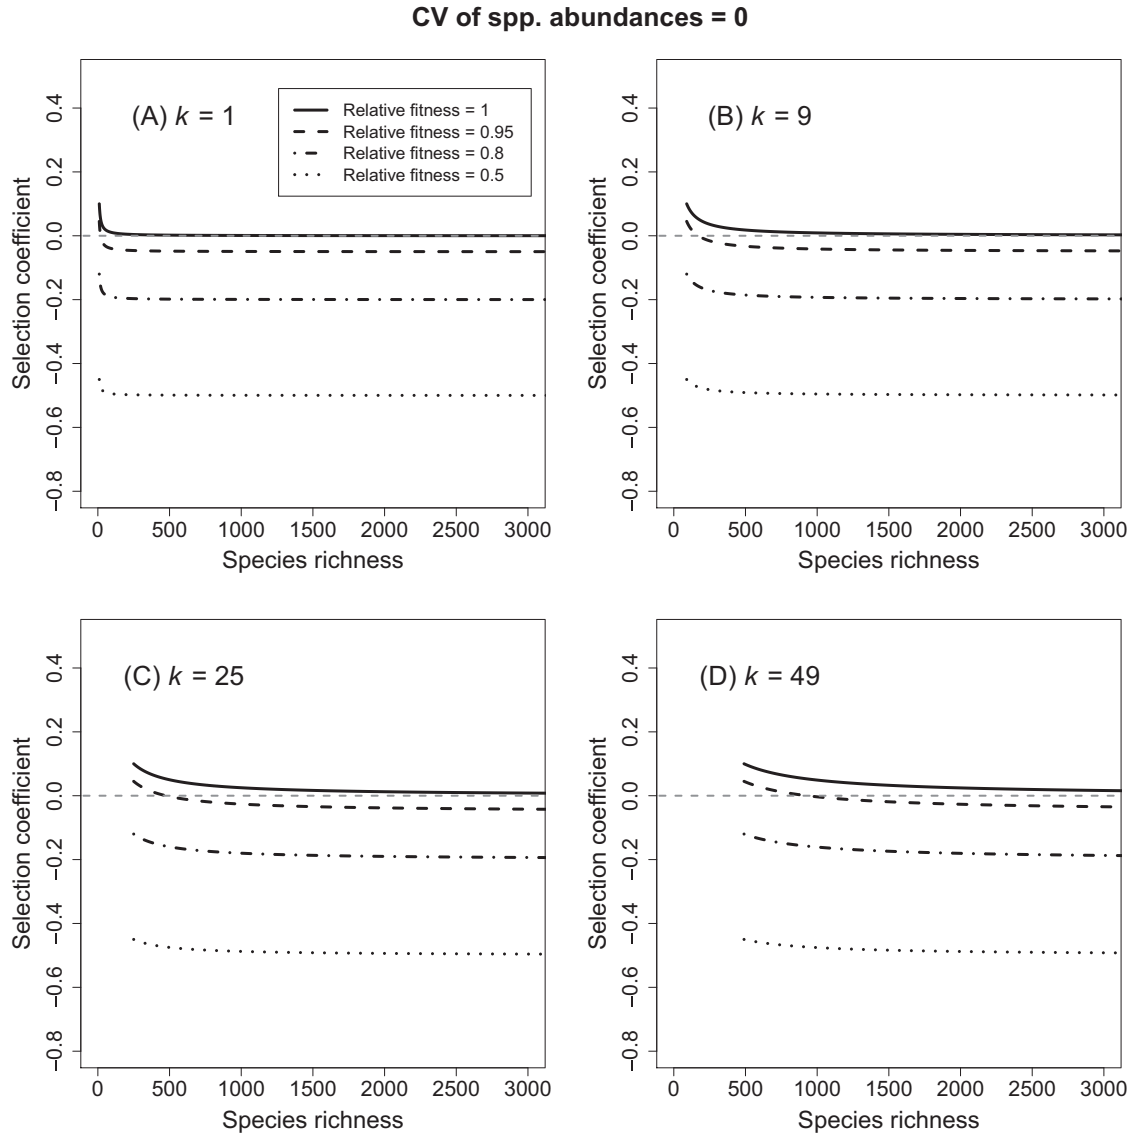 CV of spp. abundances = 0
(A) k = 1
Relative fitness = 1
Relative fitness = 0.95
Relative fitness = 0.8
Relative fitness = 0.5
Selection coefficient
0.4
0.2
0.0
−0.2
−0.4
−0.6
−0.8
0 500 1000 1500 2000 2500 3000
Species richness
(B) k = 9
Selection coefficient
0.4
0.2
0.0
−0.2
−0.4
−0.6
−0.8
0 500 1000 1500 2000 2500 3000
Species richness
(C) k = 25
Selection coefficient
0.4
0.2
0.0
−0.2
−0.4
−0.6
−0.8
0 500 1000 1500 2000 2500 3000
Species richness
(D) k = 49
Selection coefficient
0.4
0.2
0.0
−0.2
−0.4
−0.6
−0.8
0 500 1000 1500 2000 2500 3000
Species richness